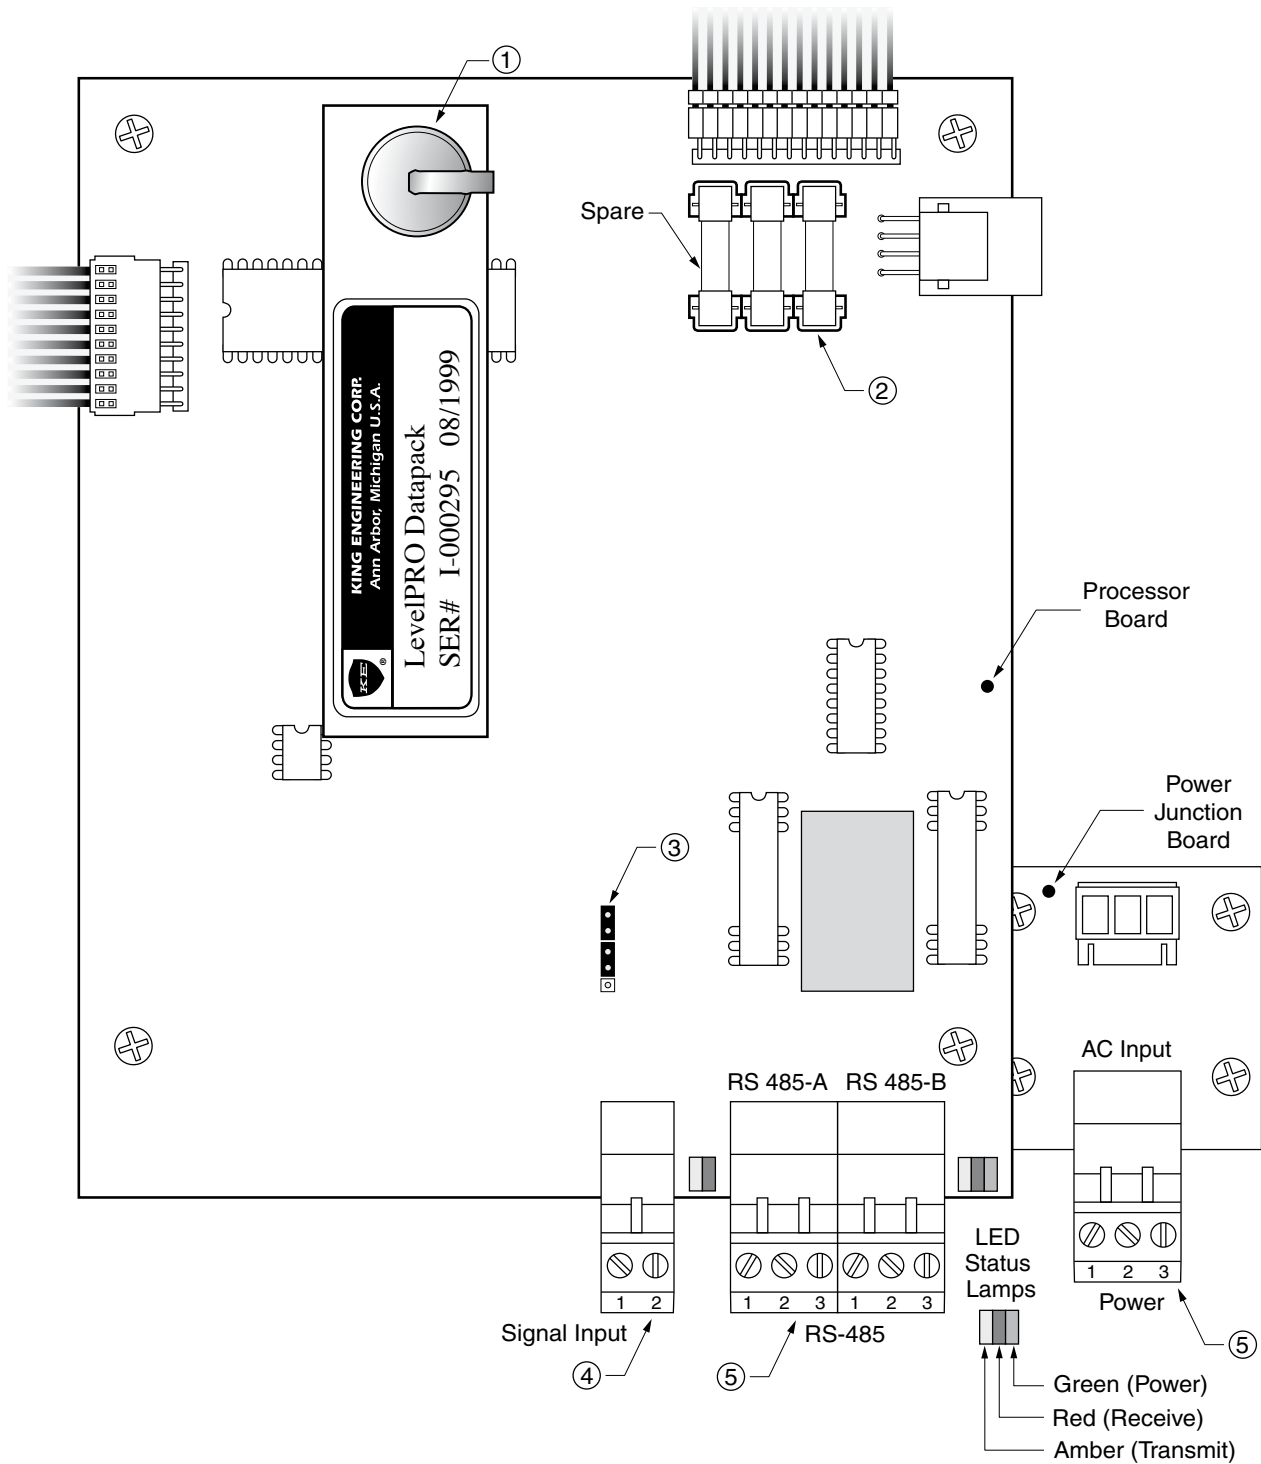 ①
Spare
②
KING ENGINEERING CORP.
Ann Arbor, Michigan U.S.A.
KE
®
LevelPRO Datapack
SER# I-000295 08/1999
Processor
Board
Power
Junction
Board
③
AC Input
RS 485-A RS 485-B
1 2
1 2 3 1 2 3
1 2 3
LED
Status
Lamps
Power
Signal Input
RS-485
④
⑤
⑤
Green (Power)
Red (Receive)
Amber (Transmit)